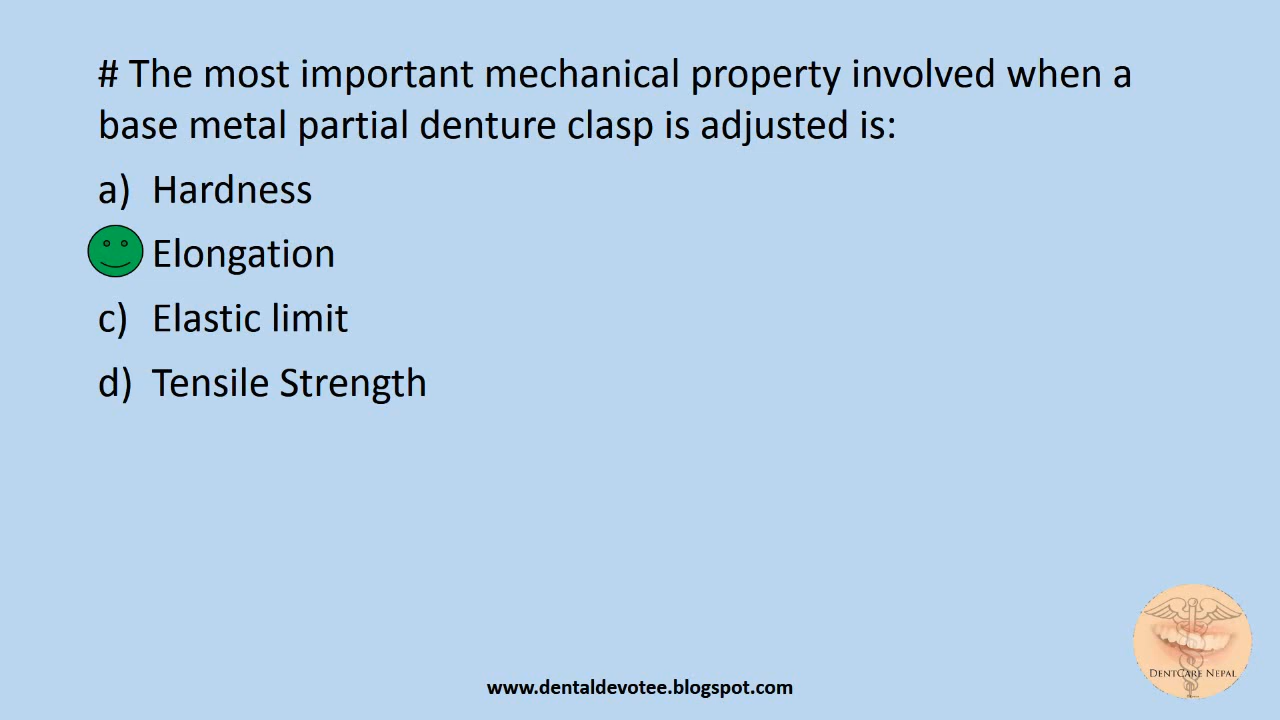 # The most important mechanical property involved when a
base metal partial denture clasp is adjusted is:
a) Hardness
Elongation
c) Elastic limit
d) Tensile Strength
DentCare Nepal
www.dentaldevotee.blogspot.com